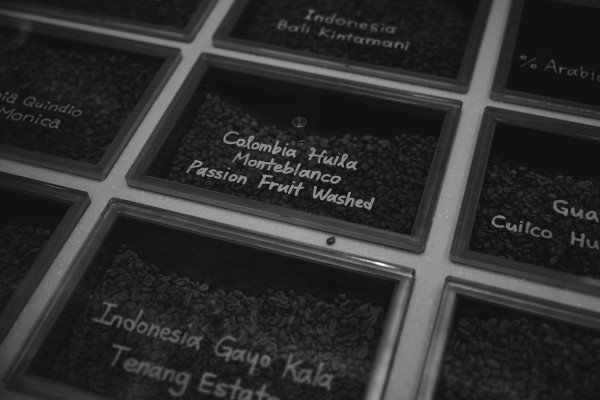 Indonesia
Bali Kintamani
% Arabic
Quindio
Monica
Colombia Huila
Monteblanco
Passion Fruit Washed
Gua
Cuilco Hu
Indonesia Gayo Kala
Tenang Estate